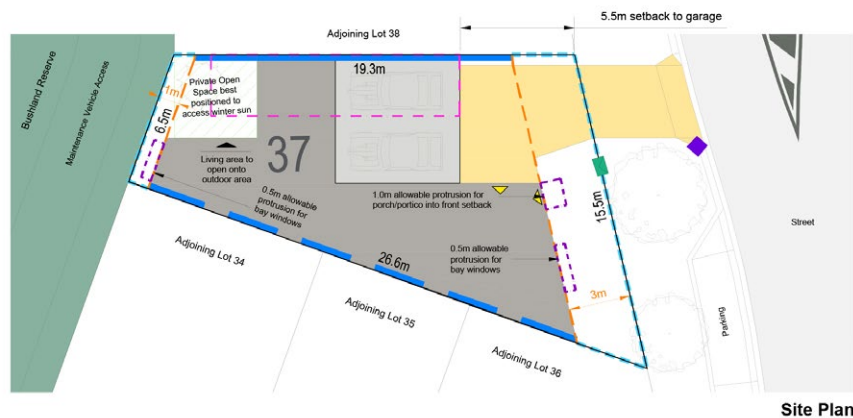 5.5m setback to garage
Adjoining Lot 38
19.3m
Bushland Reserve
Maintenance Vehicle Access
Private Open
Space best
positioned to
access winter sun
1m
6.5m
37
Living area to
open onto
outdoor area
0.5m allowable
protrusion for
bay windows
1.0m allowable protrusion for
porch/portico into front setback
15.5m
Street
0.5m allowable
protrusion for
bay windows
Adjoining Lot 34
26.6m
3m
Adjoining Lot 35
Parking
Adjoining Lot 36
Site Plan